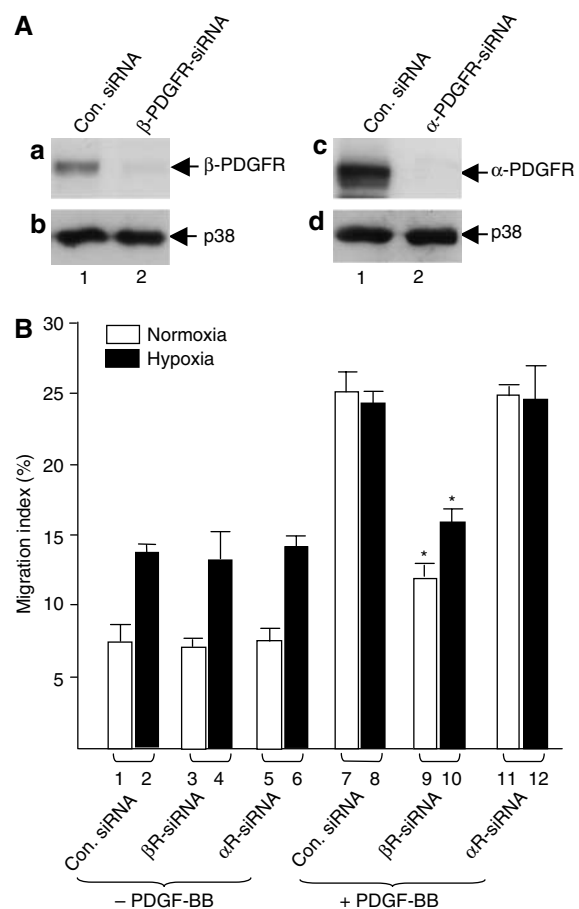 A
Con. siRNA
β-PDGFR-siRNA
Con. siRNA
α-PDGFR-siRNA
a
β-PDGFR
c
α-PDGFR
b
p38
d
p38
1 2
1 2
B
Normoxia
Hypoxia
Migration index (%)
30
25
20
15
10
5
1 2 3 4 5 6 7 8 9 10 11 12
* *
Con. siRNA
βR-siRNA
αR-siRNA
Con. siRNA
βR-siRNA
αR-siRNA
– PDGF-BB
+ PDGF-BB